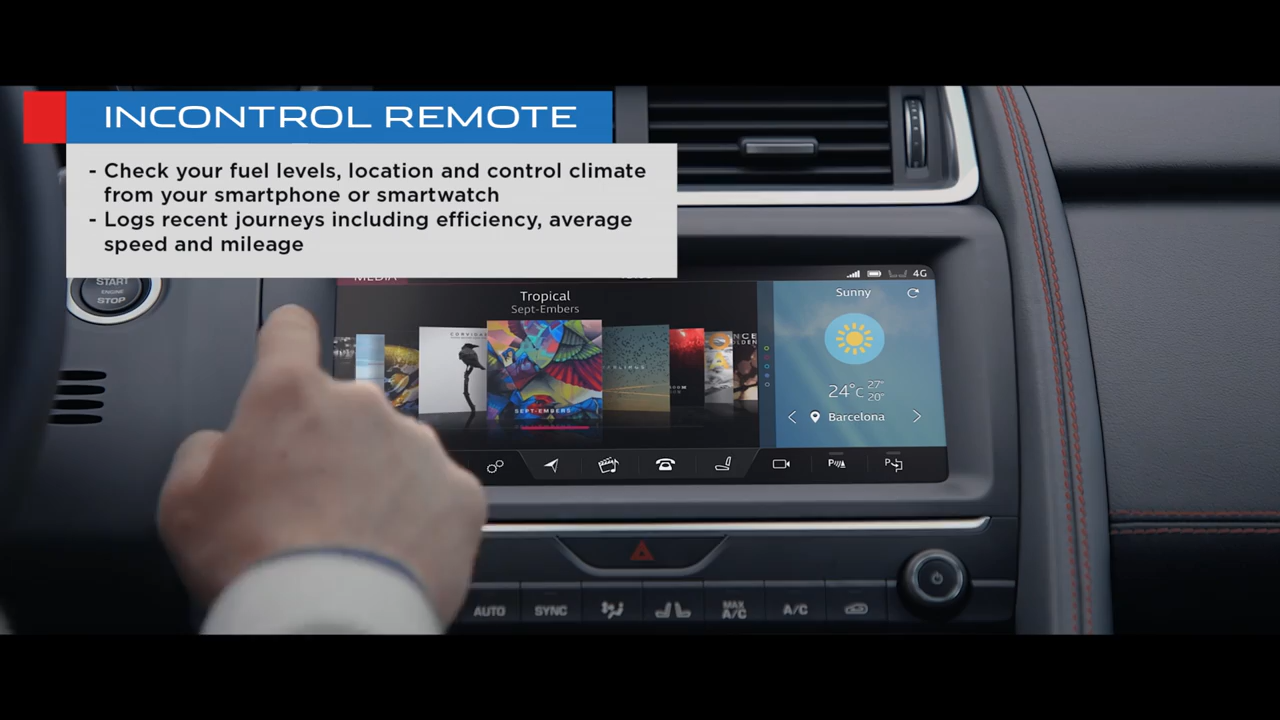 INCONTROL REMOTE
- Check your fuel levels, location and control climate
from your smartphone or smartwatch
- Logs recent journeys including efficiency, average
speed and mileage
START
ENGINE
STOP
MEDIA
4G
Tropical
Sept-Embers
Sunny
SEPT-EMBERS
24°C 27°
20°
Barcelona
AUTO
SYNC
MAX
A/C
A/C